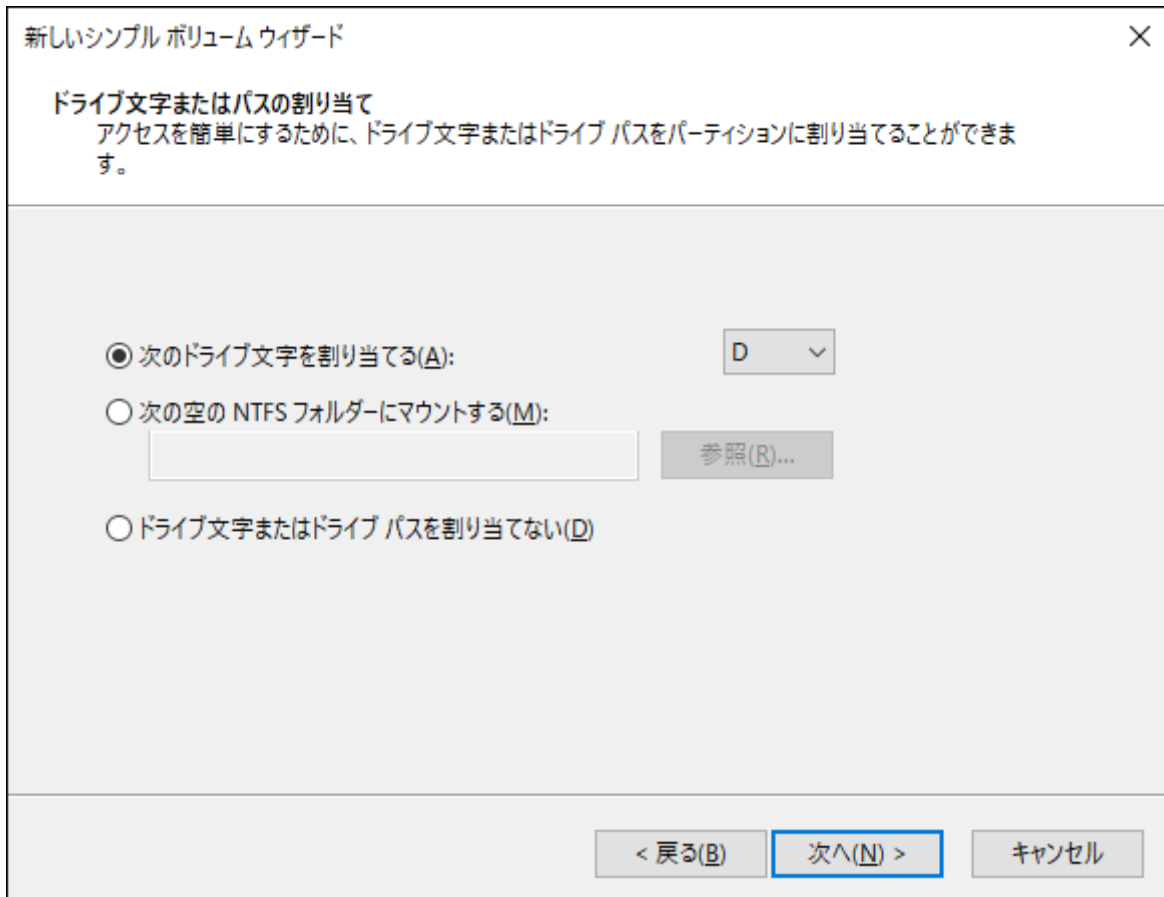 新しいシンプル ボリューム ウィザード
ドライブ文字またはパスの割り当て
アクセスを簡単にするために、ドライブ文字またはドライブ パスをパーティションに割り当てることができま
す。
次のドライブ文字を割り当てる(A):
D
次の空の NTFS フォルダーにマウントする(M):
参照(R)...
ドライブ文字またはドライブ パスを割り当てない(D)
< 戻る(B)
次へ(N) >
キャンセル